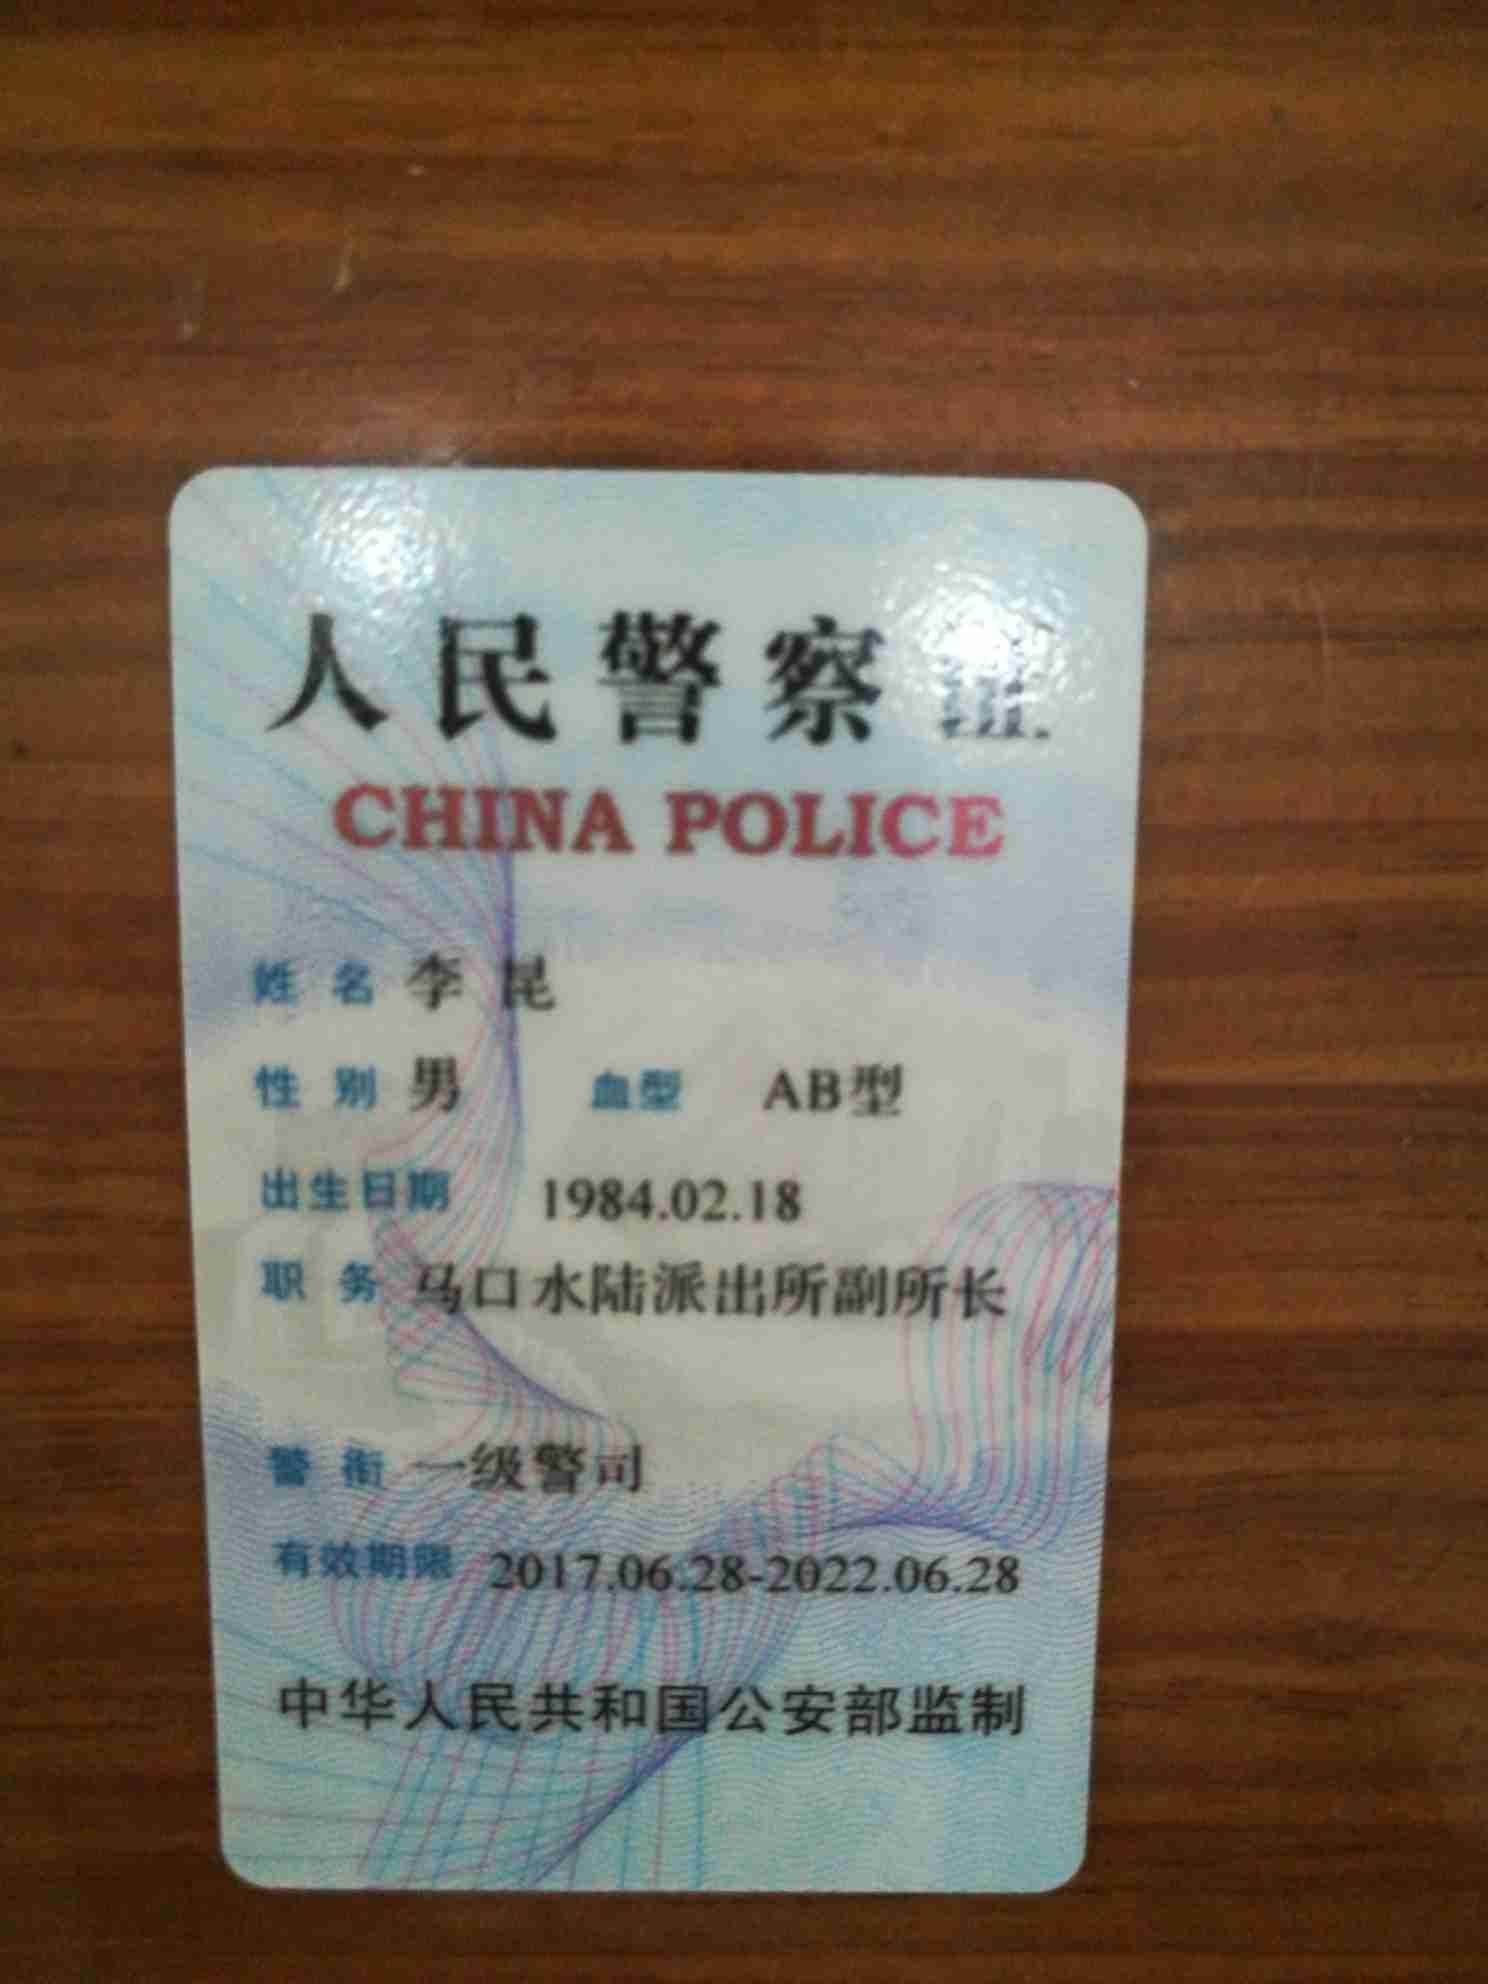 人民警察证
CHINA POLICE
姓名 李昆
性别 男 血型 AB型
出生日期 1984.02.18
职务 马口水陆派出所副所长
警衔 一级警司
有效期限 2017.06.28-2022.06.28
中华人民共和国公安部监制